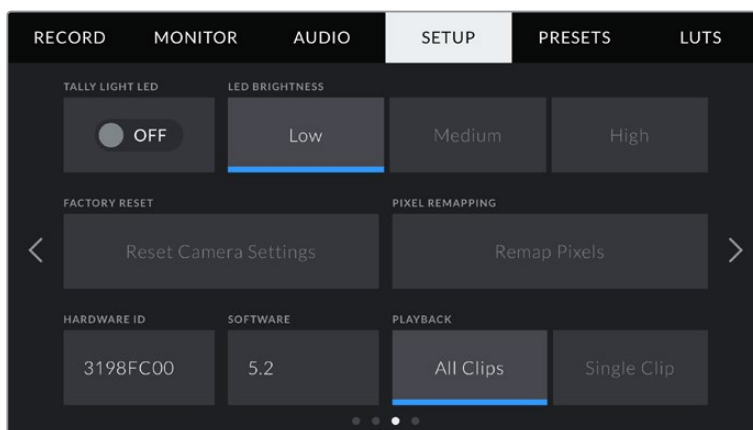 RECORD MONITOR AUDIO SETUP PRESETS LUTS
TALLY LIGHT LED LED BRIGHTNESS
OFF Low Medium High
FACTORY RESET PIXEL REMAPPING
Reset Camera Settings Remap Pixels
HARDWARE ID SOFTWARE PLAYBACK
3198FC00 5.2 All Clips Single Clip